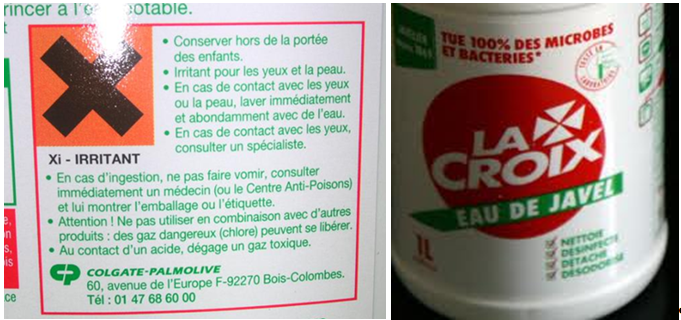 rincer à l'eau potable.
• Conserver hors de la portée
des enfants.
• Irritant pour les yeux et la peau.
• En cas de contact avec les yeux
ou la peau, laver immédiatement
et abondamment avec de l'eau.
• En cas de contact avec les yeux,
consulter un spécialiste.
Xi - IRRITANT
• En cas d'ingestion, ne pas faire vomir, consulter
immédiatement un médecin (ou le Centre Anti-Poisons)
et lui montrer l'emballage ou l'étiquette.
• Attention ! Ne pas utiliser en combinaison avec d'autres
produits : des gaz dangereux (chlore) peuvent se libérer.
• Au contact d'un acide, dégage un gaz toxique.
COLGATE-PALMOLIVE
60, avenue de l'Europe F-92270 Bois-Colombes.
Tél : 01 47 68 60 00
TUE 100% DES MICROBES
ET BACTERIES*
LA
CROIX
EAU DE JAVEL
1L
NETTOIE
DESINFECTE
DETACHE
DESODORISE